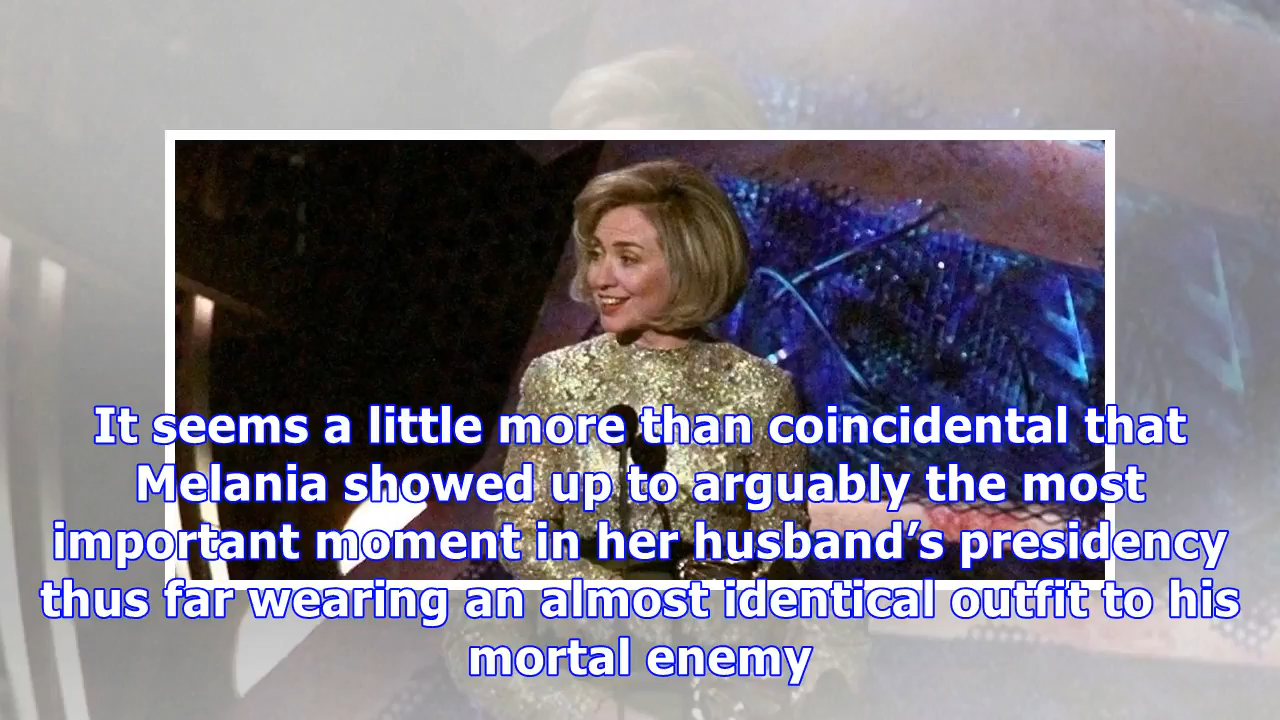 It seems a little more than coincidental that
Melania showed up to arguably the most
important moment in her husband’s presidency
thus far wearing an almost identical outfit to his
mortal enemy